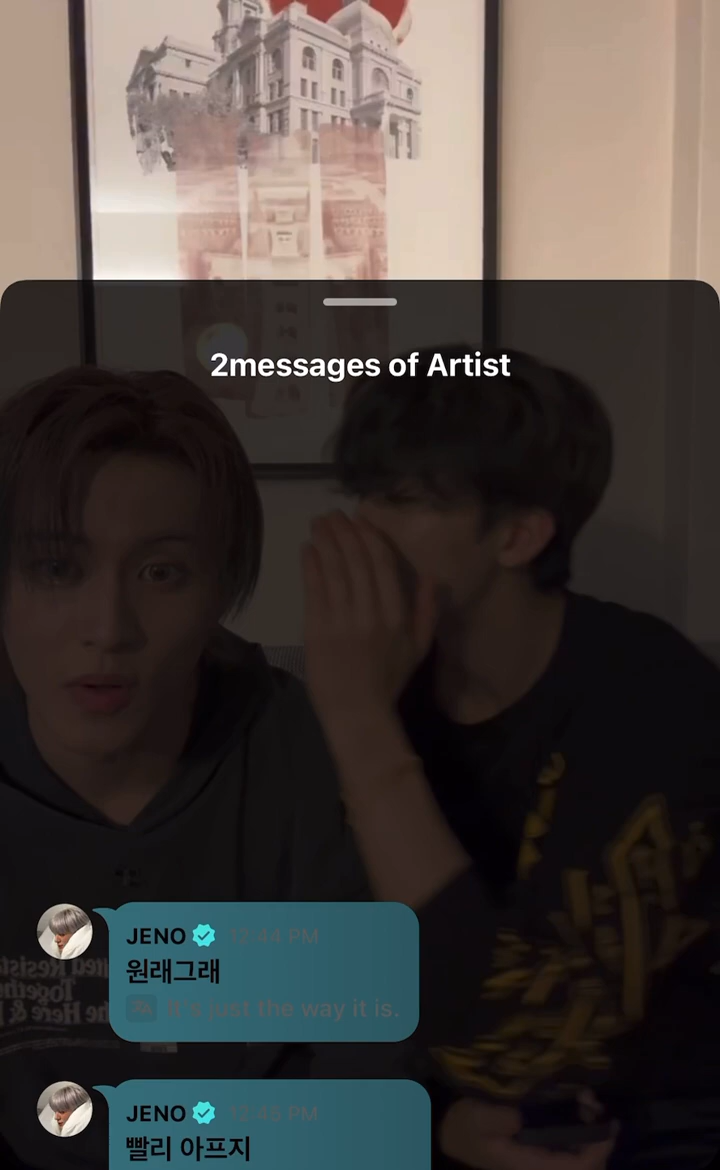 2messages of Artist
JENO 12:44 PM
원래그래
It's just the way it is.
JENO 12:45 PM
빨리 아프지